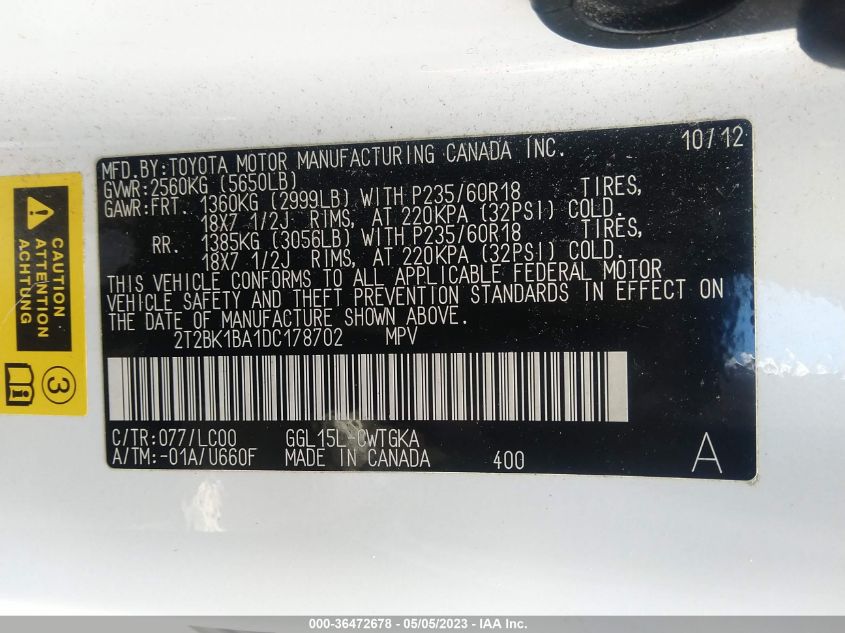 MFD.BY:TOYOTA MOTOR MANUFACTURING CANADA INC. 10/12
GVWR:2560KG (5650LB)
GAWR:FRT. 1360KG (2999LB) WITH P235/60R18 TIRES,
18X7 1/2J RIMS, AT 220KPA (32PSI) COLD.
RR. 1385KG (3056LB) WITH P235/60R18 TIRES,
18X7 1/2J RIMS, AT 220KPA (32PSI) COLD.
THIS VEHICLE CONFORMS TO ALL APPLICABLE FEDERAL MOTOR
VEHICLE SAFETY AND THEFT PREVENTION STANDARDS IN EFFECT ON
THE DATE OF MANUFACTURE SHOWN ABOVE.
2T2BK1BA1DC178702 MPV
C/TR:077/LC00 GGL15L-CWTGKA
A/TM:-01A/U660F MADE IN CANADA 400 A
CAUTION
ATTENTION
ACHTUNG
3
000-36472678 - 05/05/2023 - IAA Inc.